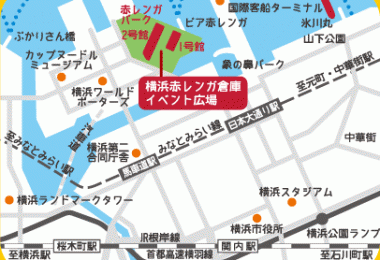 国際客船ターミナル
赤レンガ
パーク
ピア赤レンガ
氷川丸
ぷかりさん橋
2号館
1号館
山下公園
カップヌードル
ミュージアム
象の鼻パーク
横浜赤レンガ倉庫
イベント広場
横浜ワールド
ポーターズ
至元町・中華街駅
汽車道
みなとみらい線
日本大通り駅
至みなとみらい駅
横浜第二
合同庁舎
馬車道駅
中華街
横浜ランドマークタワー
横浜スタジアム
横浜市役所
横浜公園ランプ
桜木町駅
JR根岸線
関内駅
至横浜駅
首都高速横羽線
至石川町駅